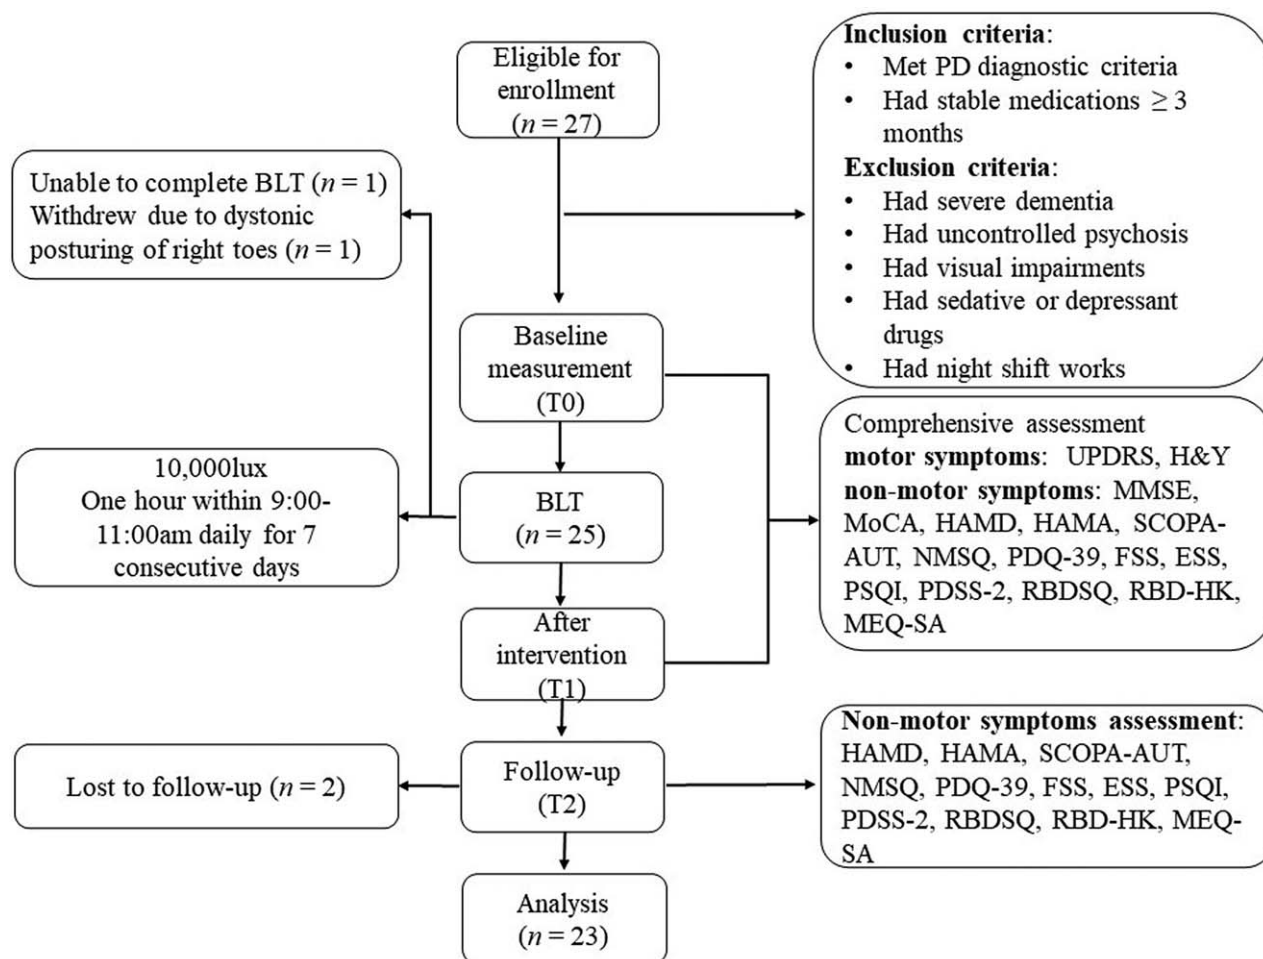 Eligible for
enrollment
(n = 27)
Inclusion criteria:
• Met PD diagnostic criteria
• Had stable medications ≥ 3
months
Exclusion criteria:
• Had severe dementia
• Had uncontrolled psychosis
• Had visual impairments
• Had sedative or depressant
drugs
• Had night shift works
Unable to complete BLT (n = 1)
Withdrew due to dystonic
posturing of right toes (n = 1)
Baseline
measurement
(T0)
Comprehensive assessment
motor symptoms: UPDRS, H&Y
non-motor symptoms: MMSE,
MoCA, HAMD, HAMA, SCOPA-
AUT, NMSQ, PDQ-39, FSS, ESS,
PSQI, PDSS-2, RBDSQ, RBD-HK,
MEQ-SA
10,000lux
One hour within 9:00-
11:00am daily for 7
consecutive days
BLT
(n = 25)
After
intervention
(T1)
Lost to follow-up (n = 2)
Follow-up
(T2)
Non-motor symptoms assessment:
HAMD, HAMA, SCOPA-AUT,
NMSQ, PDQ-39, FSS, ESS, PSQI,
PDSS-2, RBDSQ, RBD-HK, MEQ-
SA
Analysis
(n = 23)